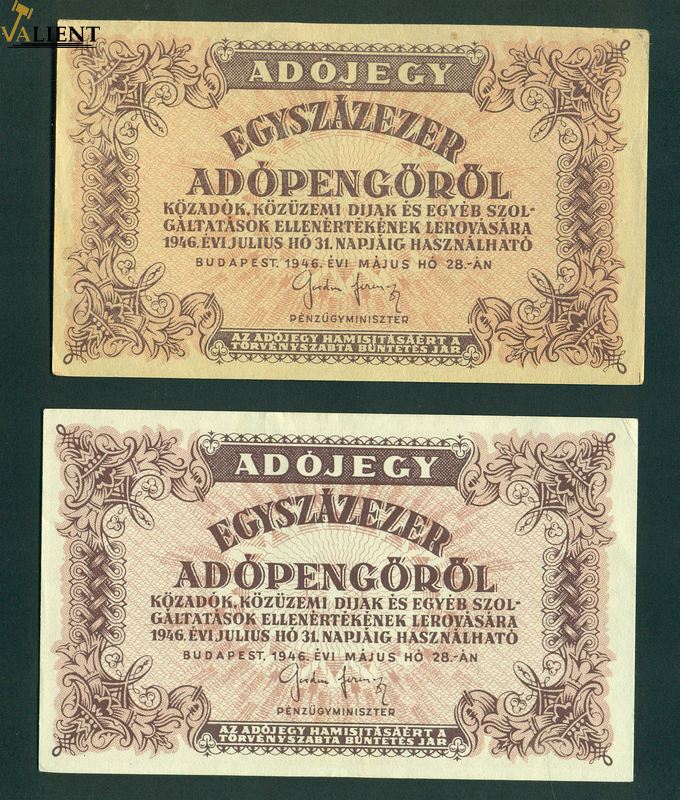 VALIENT
ADÓJEGY
EGYSZÁZEZER
ADÓPENGŐRŐL
KÖZADÓK, KÖZÜZEMI DIJAK ÉS EGYÉB SZOL-
GÁLTATÁSOK ELLENÉRTÉKÉNEK LEROVÁSÁRA
1946. ÉVI JULIUS HÓ 31. NAPJÁIG HASZNÁLHATÓ
BUDAPEST, 1946. ÉVI MÁJUS HÓ 28.-ÁN
PÉNZÜGYMINISZTER
AZ ADÓJEGY HAMISITÁSÁÉRT A
TÖRVÉNYSZABTA BÜNTETÉS JÁR
ADÓJEGY
EGYSZÁZEZER
ADÓPENGŐRŐL
KÖZADÓK, KÖZÜZEMI DIJAK ÉS EGYÉB SZOL-
GÁLTATÁSOK ELLENÉRTÉKÉNEK LEROVÁSÁRA
1946. ÉVI JULIUS HÓ 31. NAPJÁIG HASZNÁLHATÓ
BUDAPEST, 1946. ÉVI MÁJUS HÓ 28.-ÁN
PÉNZÜGYMINISZTER
AZ ADÓJEGY HAMISITÁSÁÉRT A
TÖRVÉNYSZABTA BÜNTETÉS JÁR